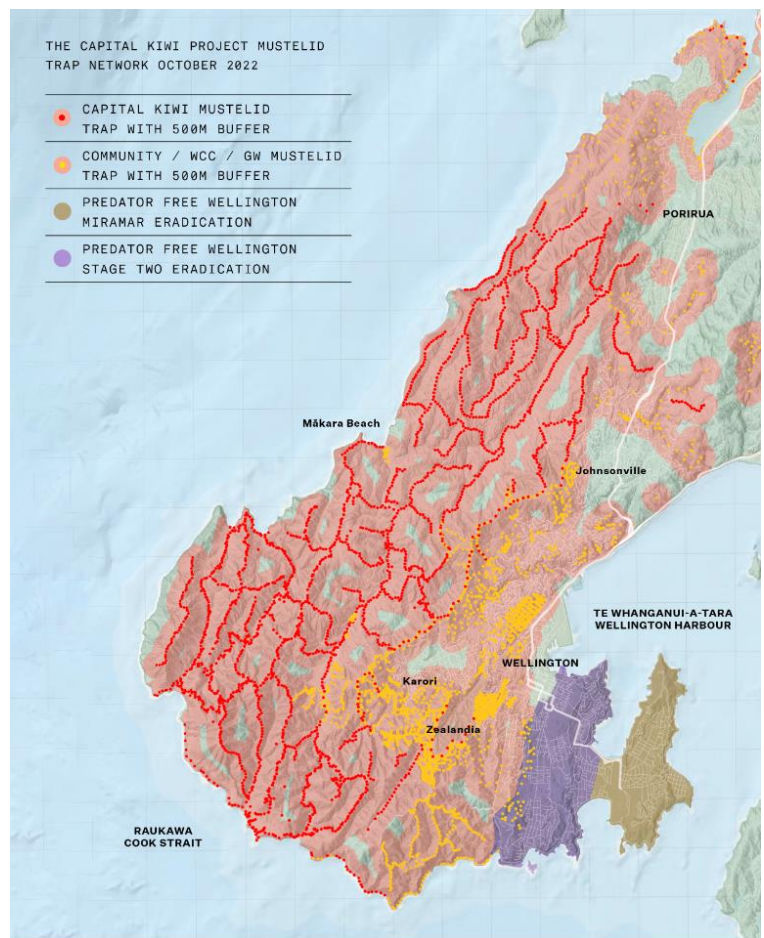 THE CAPITAL KIWI PROJECT MUSTELID
TRAP NETWORK OCTOBER 2022
CAPITAL KIWI MUSTELID
TRAP WITH 500M BUFFER
COMMUNITY / WCC / GW MUSTELID
TRAP WITH 500M BUFFER
PREDATOR FREE WELLINGTON
MIRAMAR ERADICATION
PREDATOR FREE WELLINGTON
STAGE TWO ERADICATION
PORIRUA
Mākara Beach
Johnsonville
TE WHANGANUI-A-TARA
WELLINGTON HARBOUR
WELLINGTON
Karori
Zealandia
RAUKAWA
COOK STRAIT